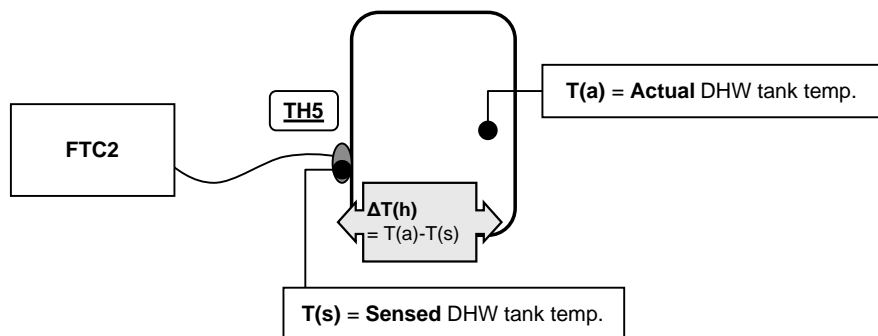 T(a) = Actual DHW tank temp.
TH5
FTC2
ΔT(h)
= T(a)-T(s)
T(s) = Sensed DHW tank temp.